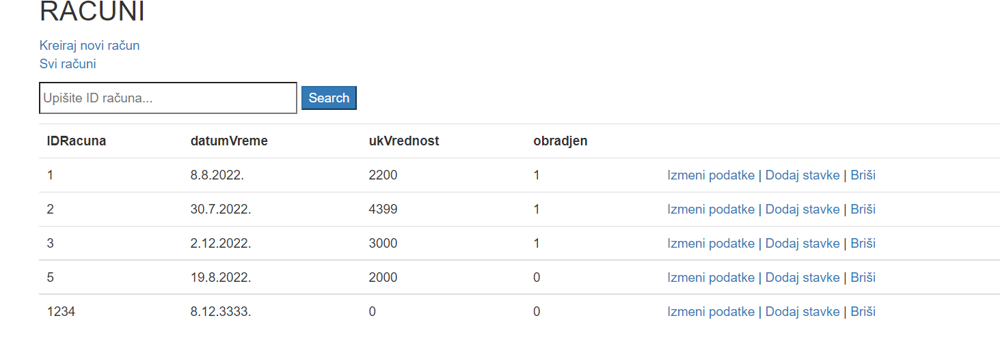 RAČUNI
Kreiraj novi račun
Svi računi
Upišite ID računa... Search
IDRacuna datumVreme ukVrednost obradjen
1 8.8.2022. 2200 1 Izmeni podatke | Dodaj stavke | Briši
2 30.7.2022. 4399 1 Izmeni podatke | Dodaj stavke | Briši
3 2.12.2022. 3000 1 Izmeni podatke | Dodaj stavke | Briši
5 19.8.2022. 2000 0 Izmeni podatke | Dodaj stavke | Briši
1234 8.12.3333. 0 0 Izmeni podatke | Dodaj stavke | Briši